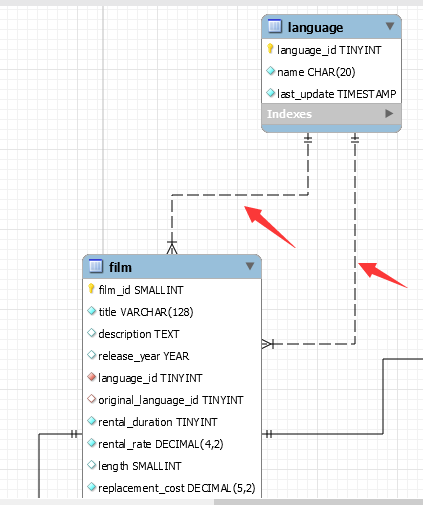 language
language_id TINYINT
name CHAR(20)
last_update TIMESTAMP
Indexes
film
film_id SMALLINT
title VARCHAR(128)
description TEXT
release_year YEAR
language_id TINYINT
original_language_id TINYINT
rental_duration TINYINT
rental_rate DECIMAL(4,2)
length SMALLINT
replacement_cost DECIMAL(5,2)